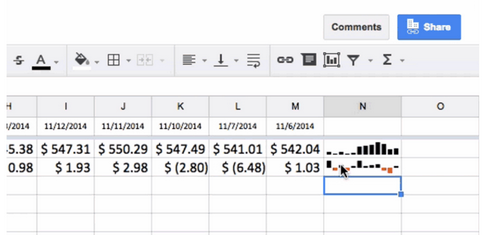 Comments Share
A Σ
H I J K L M N O
/2014 11/12/2014 11/11/2014 11/10/2014 11/7/2014 11/6/2014
5.38 $ 547.31 $ 550.29 $ 547.49 $ 541.01 $ 542.04
0.98 $ 1.93 $ 2.98 $ (2.80) $ (6.48) $ 1.03